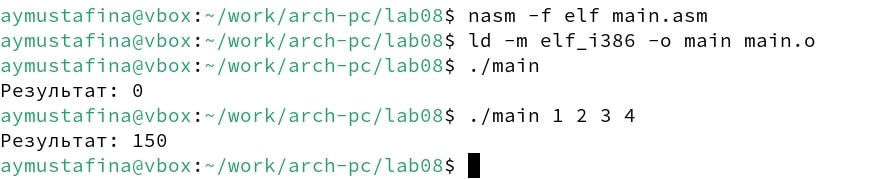 aymustafina@vbox:~/work/arch-pc/lab08$ nasm -f elf main.asm
aymustafina@vbox:~/work/arch-pc/lab08$ ld -m elf_i386 -o main main.o
aymustafina@vbox:~/work/arch-pc/lab08$ ./main
Результат: 0
aymustafina@vbox:~/work/arch-pc/lab08$ ./main 1 2 3 4
Результат: 150
aymustafina@vbox:~/work/arch-pc/lab08$